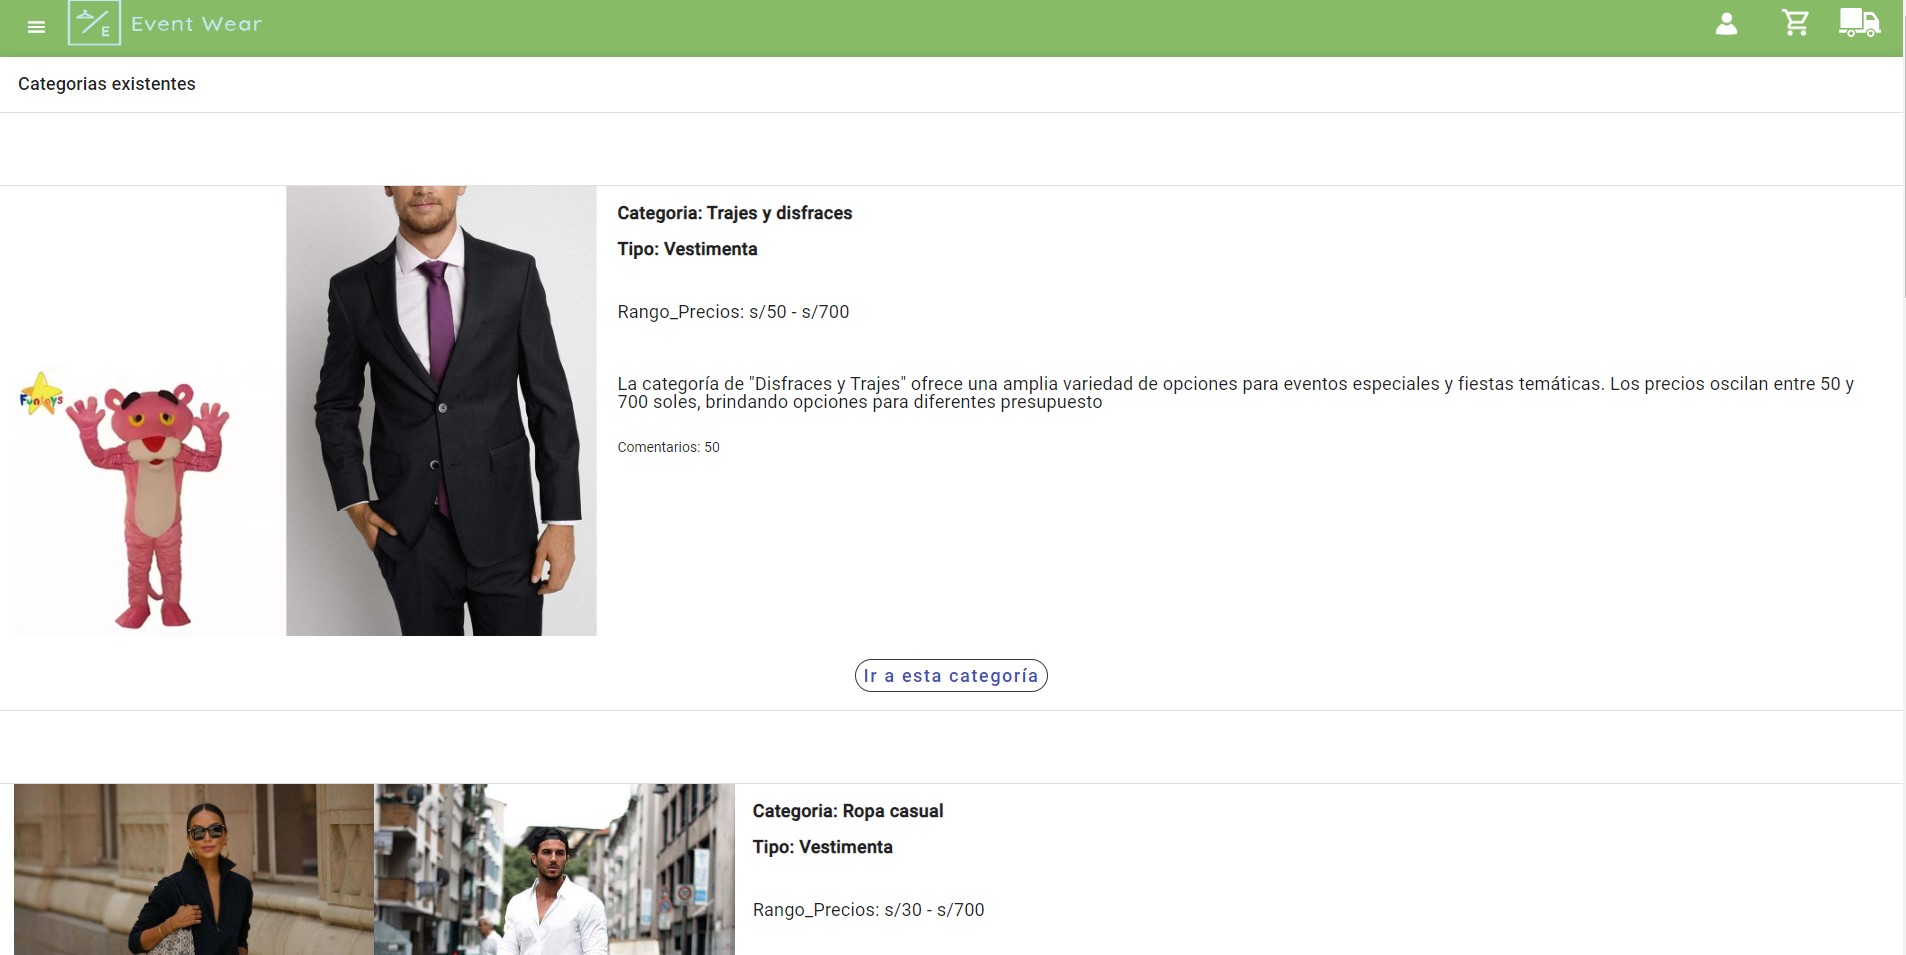 E
Event Wear
Categorias existentes
Categoria: Trajes y disfraces
Tipo: Vestimenta
Rango_Precios: s/50 - s/700
La categoría de "Disfraces y Trajes" ofrece una amplia variedad de opciones para eventos especiales y fiestas temáticas. Los precios oscilan entre 50 y
700 soles, brindando opciones para diferentes presupuesto
Comentarios: 50
Funtoys
Ir a esta categoría
Categoria: Ropa casual
Tipo: Vestimenta
Rango_Precios: s/30 - s/700